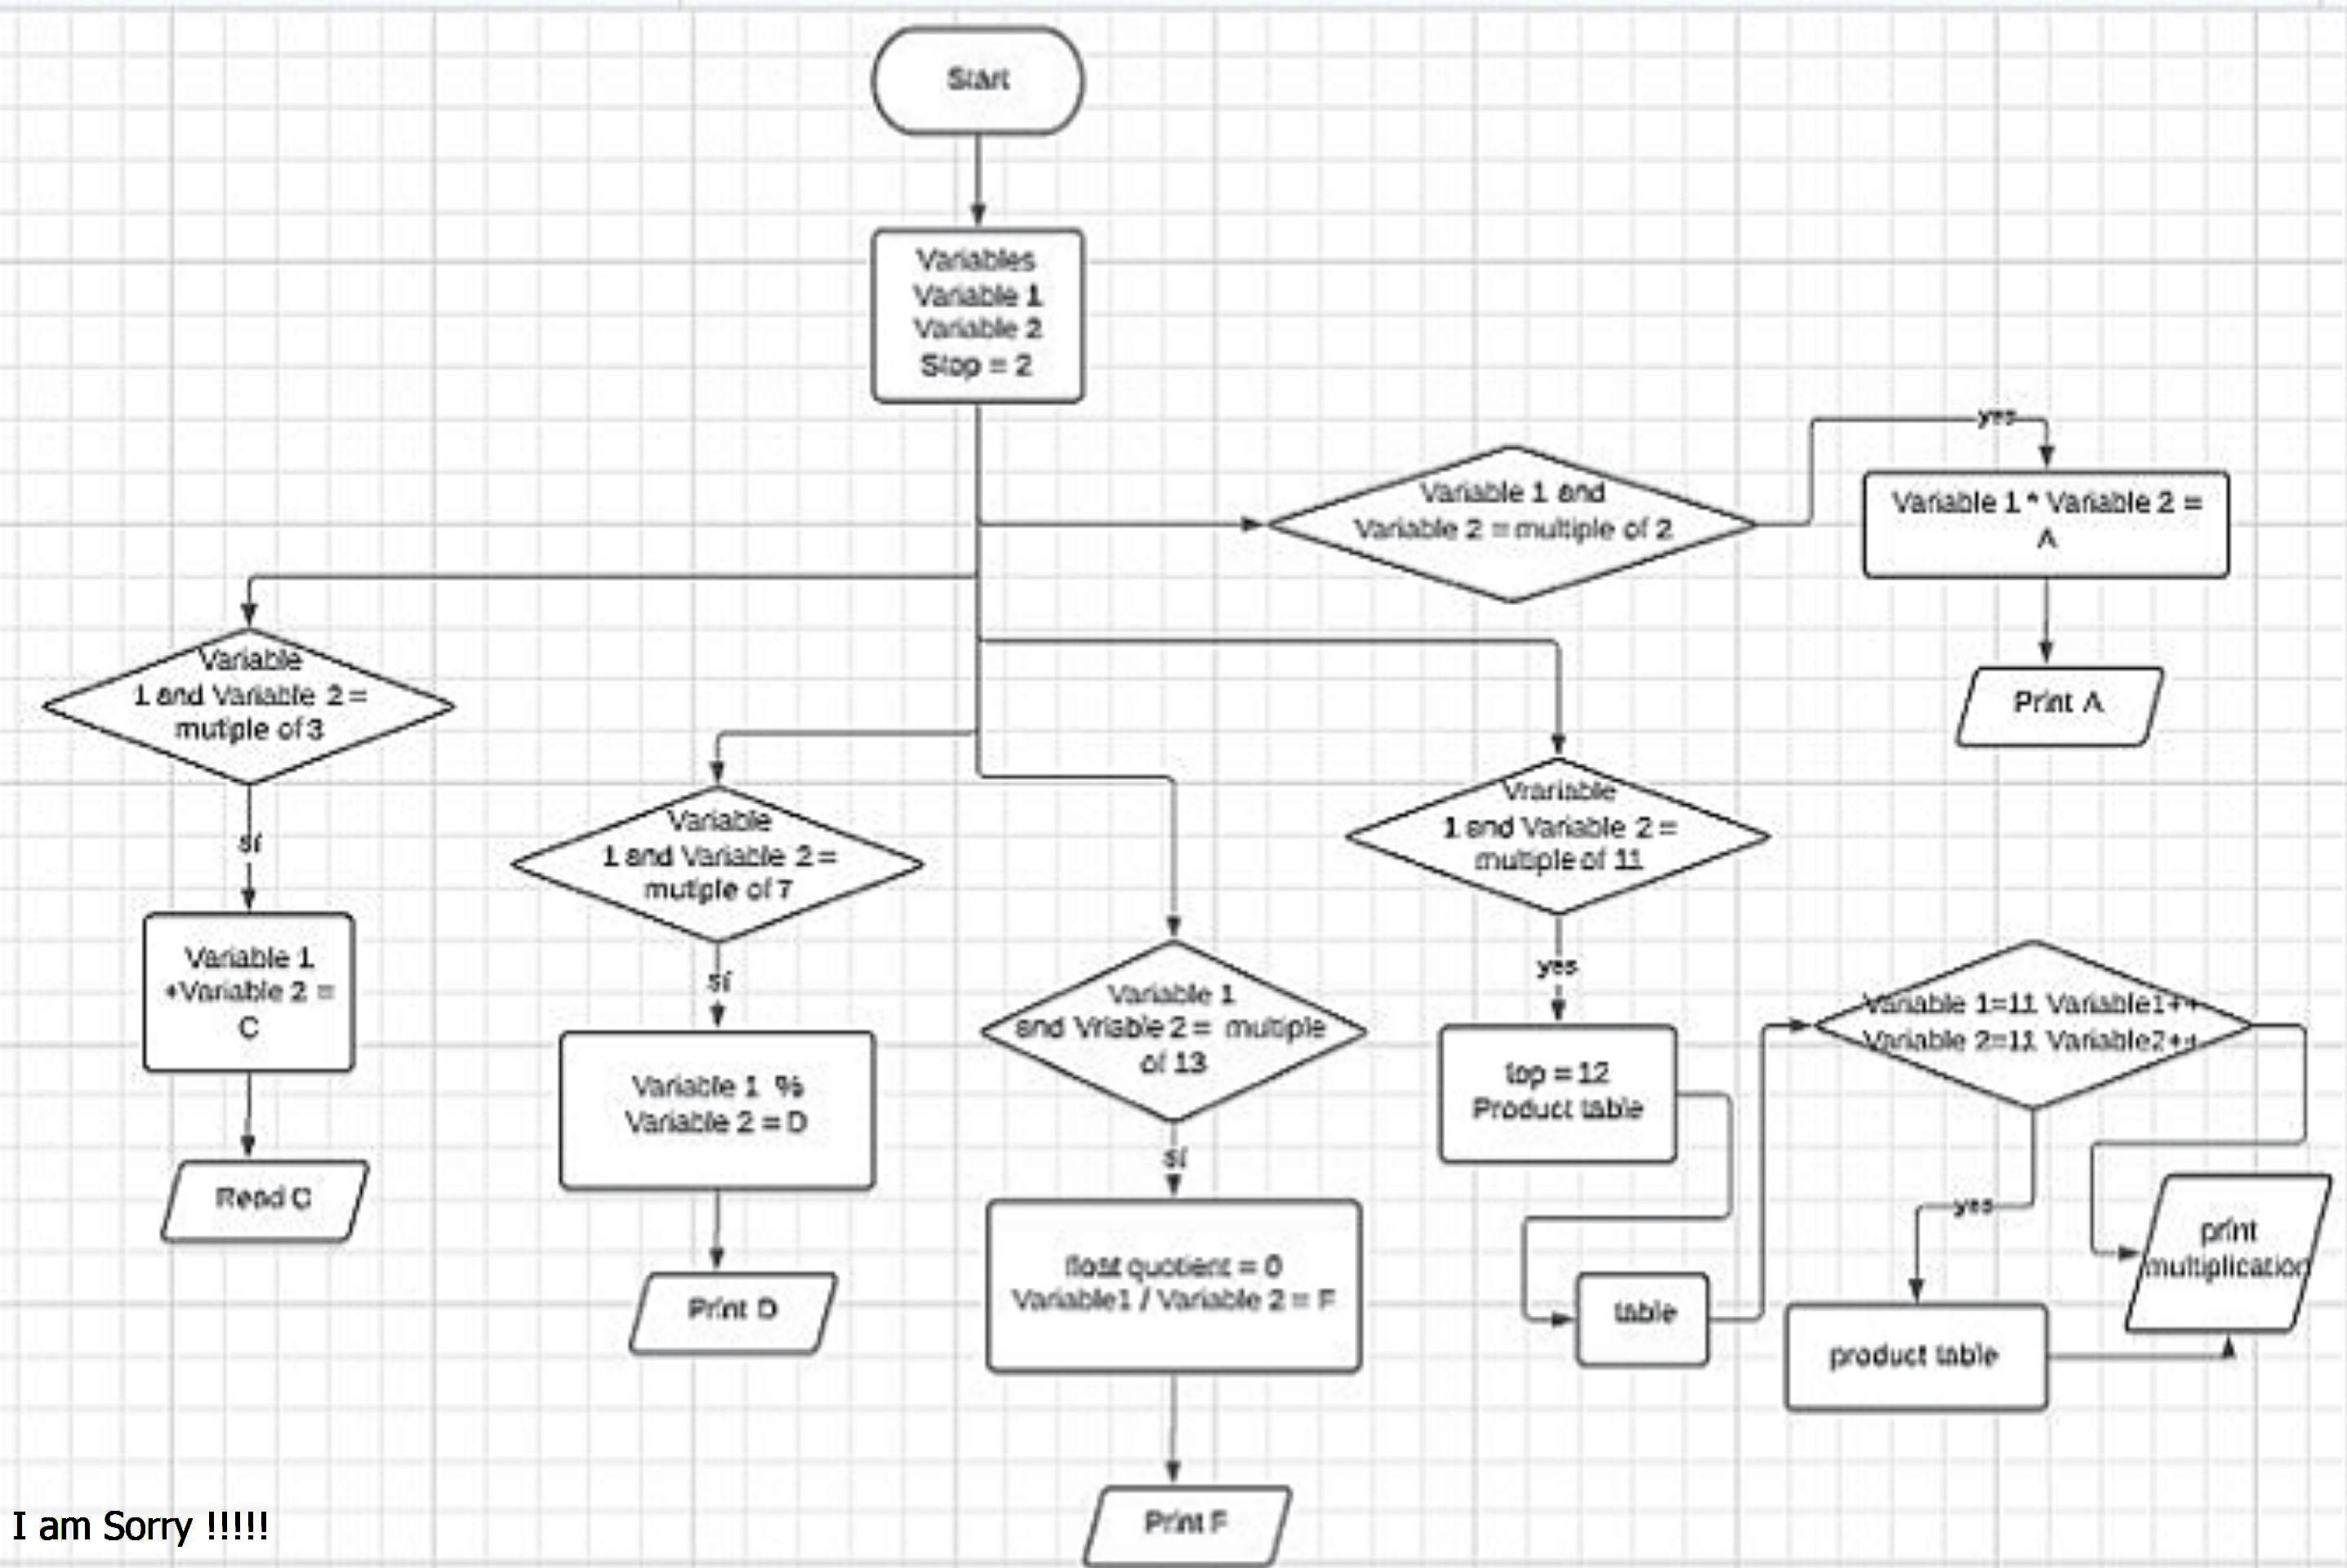 Start
Variables
Variable 1
Variable 2
Stop = 2
yes
Variable 1 and
Variable 2 = multiple of 2
Variable 1 * Variable 2 =
A
Print A
Variable
1 and Variable 2 =
mutiple of 3
sí
Variable 1
+Variable 2 =
C
Read C
Variable
1 and Variable 2 =
mutiple of 7
sí
Variable 1 %
Variable 2 = D
Print D
Variable 1
and Vriable 2 = multiple
of 13
sí
float quotient = 0
Variable1 / Variable 2 = F
Print F
Vrariable
1 and Variable 2 =
multiple of 11
yes
top = 12
Product table
table
Variable 1=11 Variable1++
Variable 2=11 Variable2++
yes
product table
print
multiplication
I am Sorry !!!!!